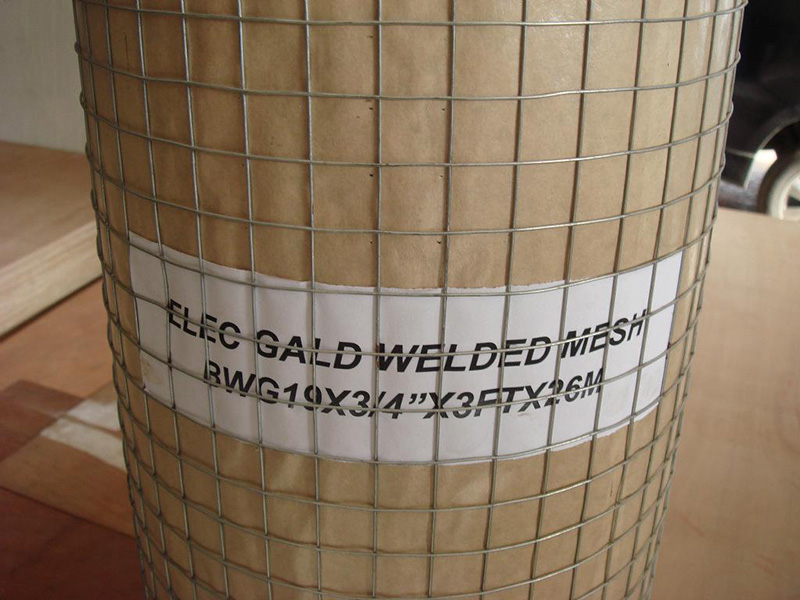 ELEC GALD WELDED MESH
BWG19X3/4”X3FTX26M